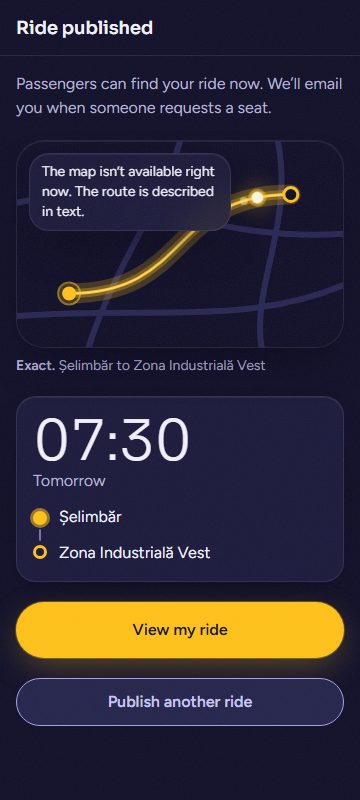 Ride published
Passengers can find your ride now. We’ll email
you when someone requests a seat.
The map isn’t available right
now. The route is described
in text.
Exact. Șelimbăr to Zona Industrială Vest
07:30
Tomorrow
Șelimbăr
Zona Industrială Vest
View my ride
Publish another ride